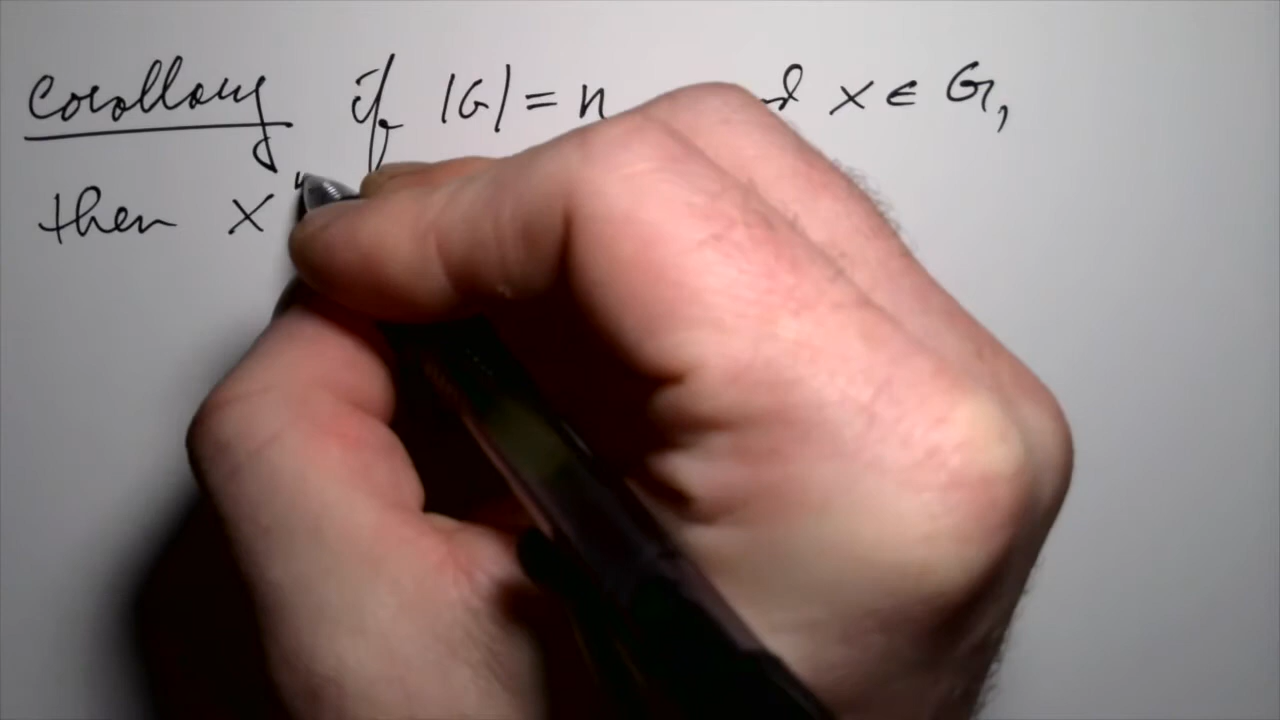 Corollary if |G| = n x ∈ G,
then x